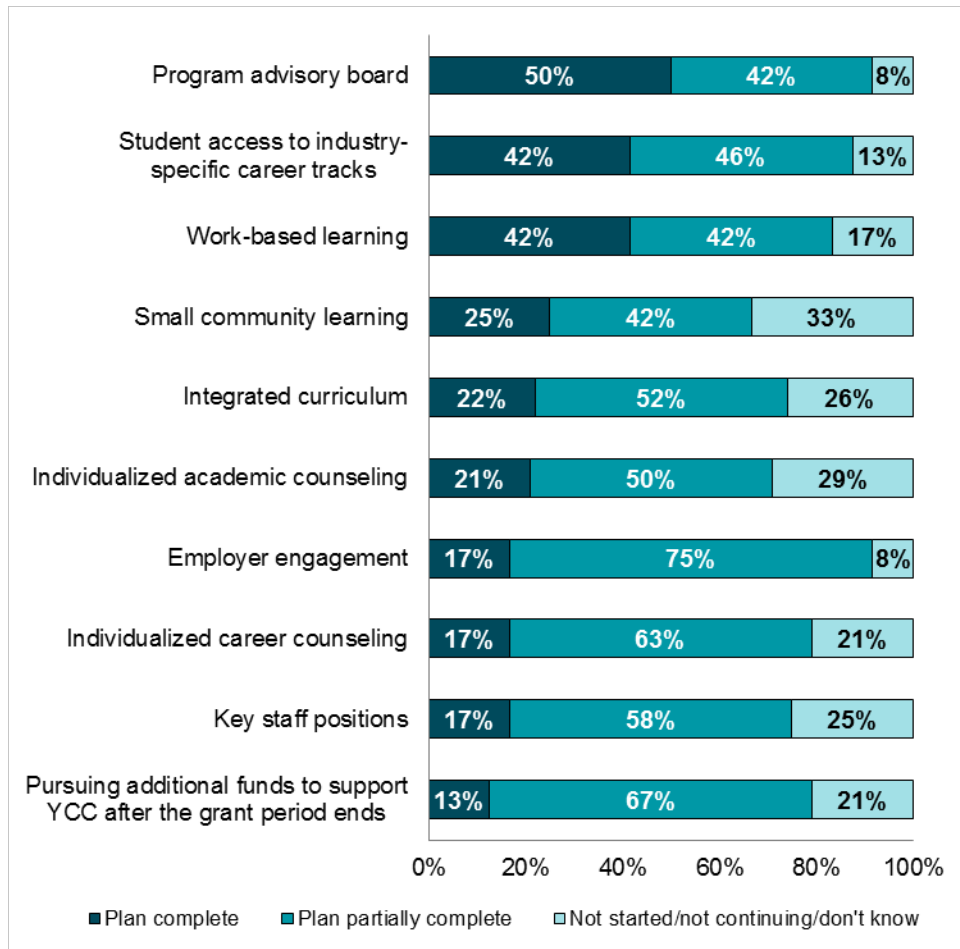 Program advisory board
50% 42% 8%
Student access to industry-
specific career tracks
42% 46% 13%
Work-based learning
42% 42% 17%
Small community learning
25% 42% 33%
Integrated curriculum
22% 52% 26%
Individualized academic counseling
21% 50% 29%
Employer engagement
17% 75% 8%
Individualized career counseling
17% 63% 21%
Key staff positions
17% 58% 25%
Pursuing additional funds to support
YCC after the grant period ends
13% 67% 21%
0% 20% 40% 60% 80% 100%
Plan complete Plan partially complete Not started/not continuing/don't know